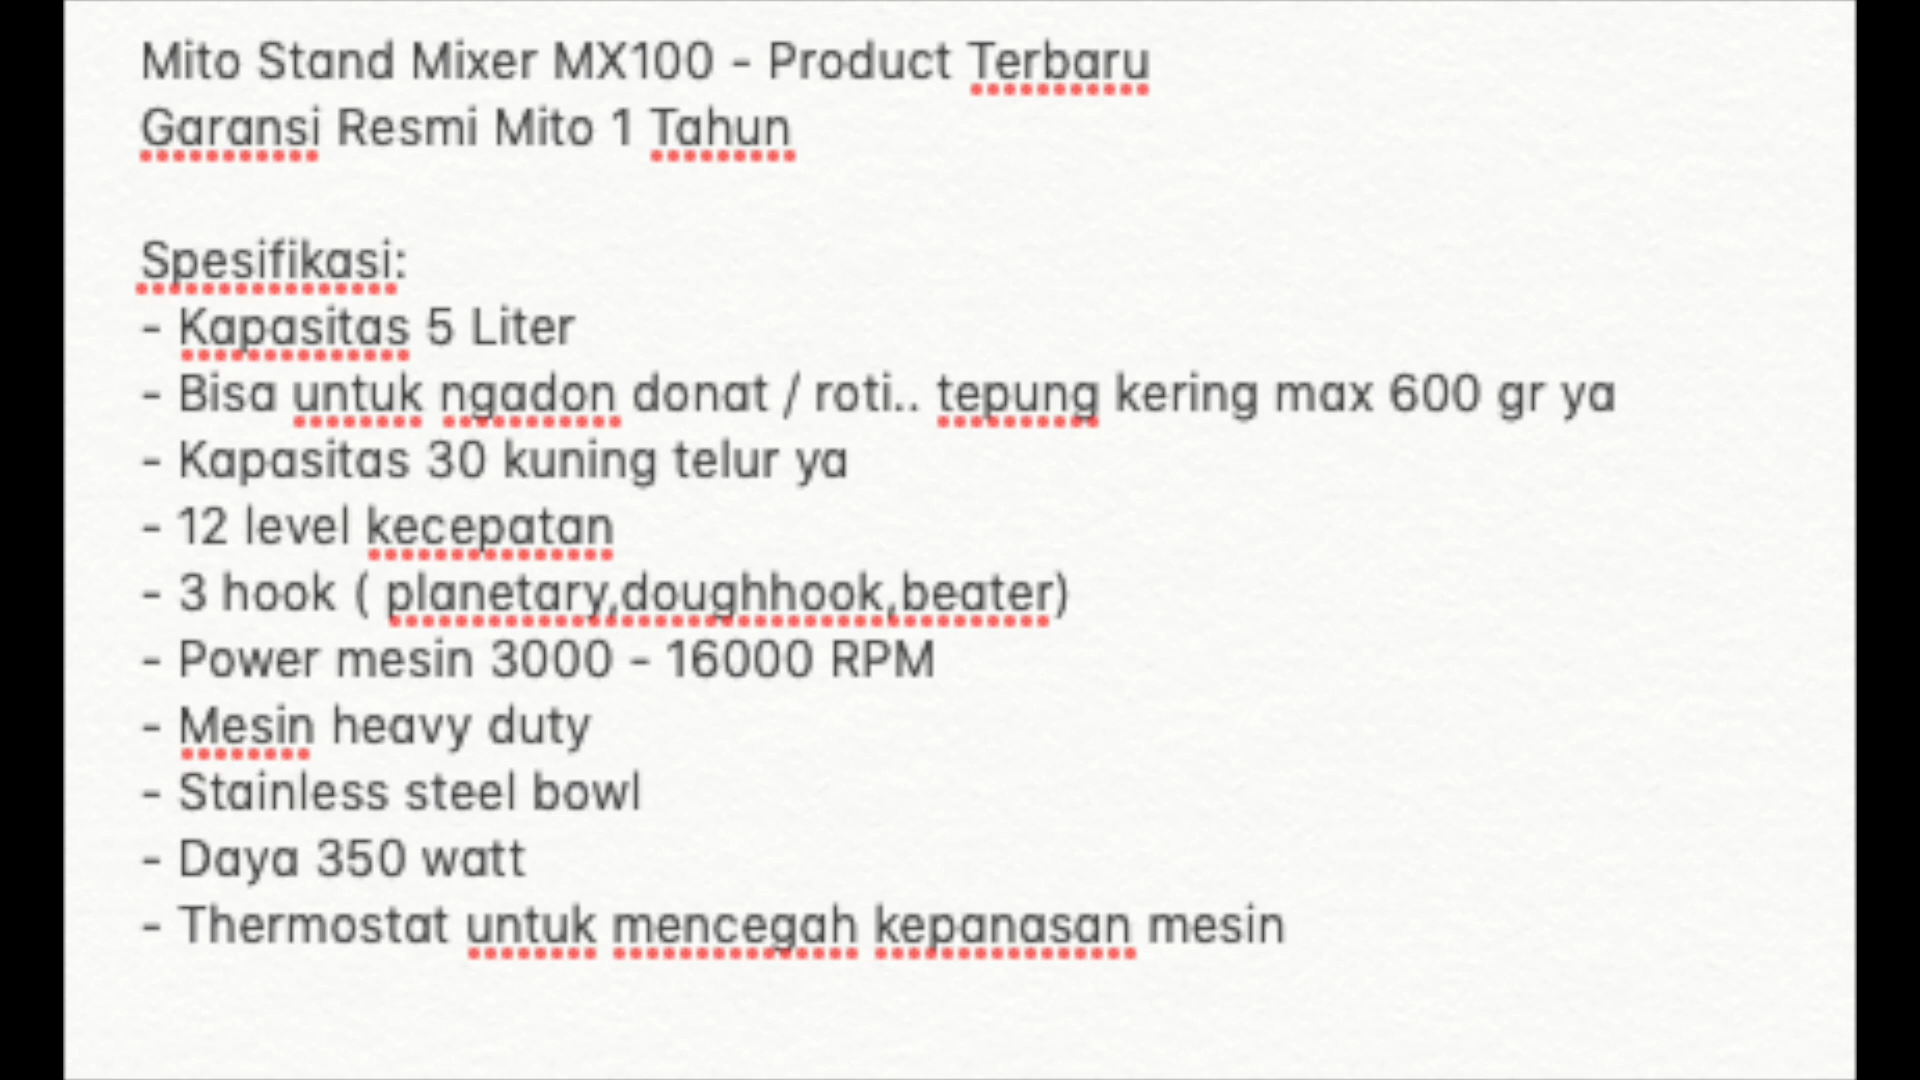 Mito Stand Mixer MX100 - Product Terbaru
Garansi Resmi Mito 1 Tahun
Spesifikasi:
- Kapasitas 5 Liter
- Bisa untuk ngadon donat / roti.. tepung kering max 600 gr ya
- Kapasitas 30 kuning telur ya
- 12 level kecepatan
- 3 hook ( planetary,doughhook,beater)
- Power mesin 3000 - 16000 RPM
- Mesin heavy duty
- Stainless steel bowl
- Daya 350 watt
- Thermostat untuk mencegah kepanasan mesin